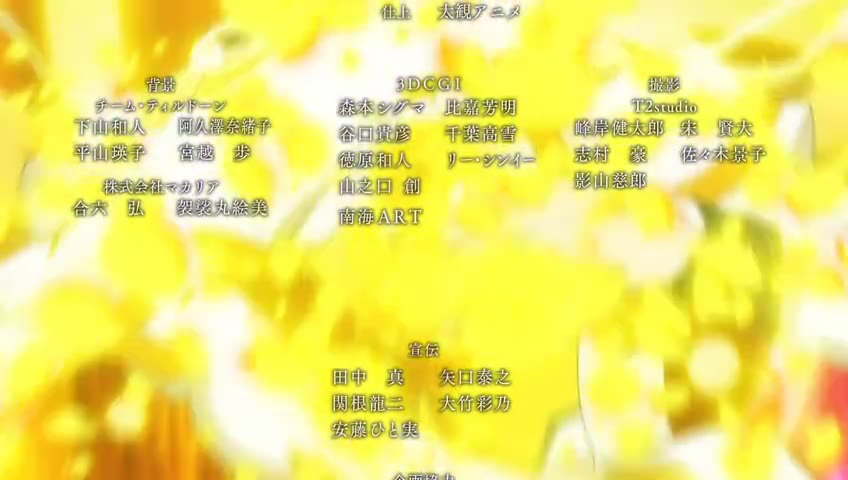 仕上　太観アニメ
背景
チーム・ティルドーン
下山和人　阿久澤奈緒子
平山瑛子　宮越　歩
株式会社マカリア
合六　弘　袈裟丸絵美
3DCGI
森本シグマ　比嘉芳明
谷口貴彦　千葉高雪
徳原和人　リー・シンイー
山之口 創
南海ART
撮影
T2studio
峰岸健太郎　朱　賢大
志村　豪　佐々木景子
影山慈郎
宣伝
田中　真　矢口泰之
関根龍二　大竹彩乃
安藤ひと実
企画協力